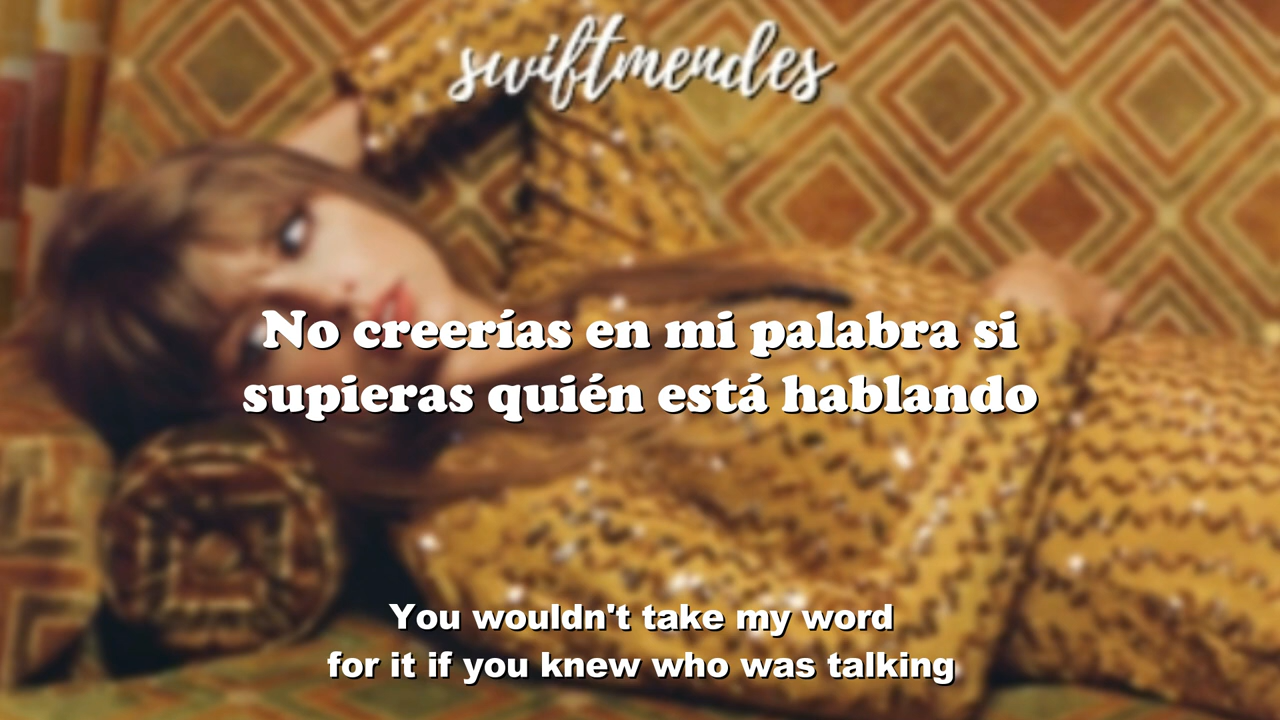 swiftmendes
No creerías en mi palabra si
supieras quién está hablando
You wouldn't take my word
for it if you knew who was talking